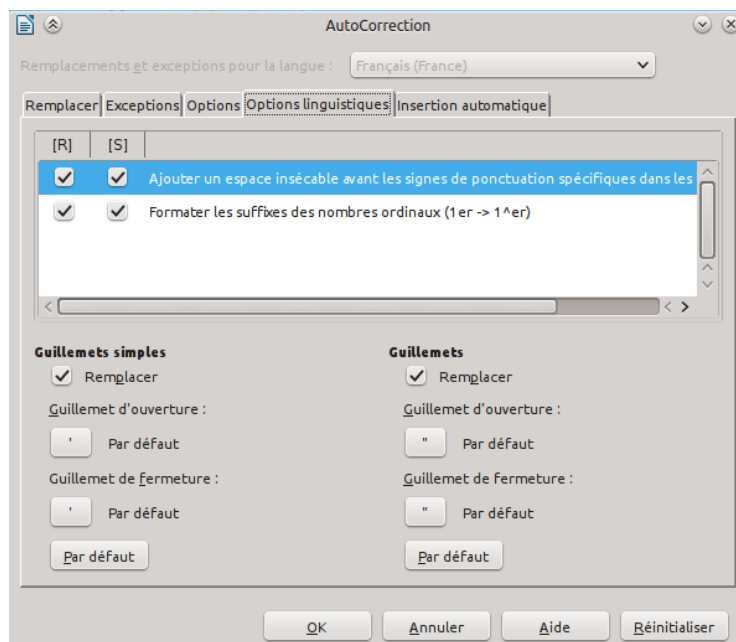 AutoCorrection
Remplacements et exceptions pour la langue : Français (France)
Remplacer Exceptions Options Options linguistiques Insertion automatique
[R] [S]
Ajouter un espace insécable avant les signes de ponctuation spécifiques dans les
Formater les suffixes des nombres ordinaux (1er -> 1^er)
Guillemets simples Guillemets
Remplacer Remplacer
Guillemet d'ouverture : Guillemet d'ouverture :
' Par défaut " Par défaut
Guillemet de fermeture : Guillemet de fermeture :
' Par défaut " Par défaut
Par défaut Par défaut
OK Annuler Aide Réinitialiser